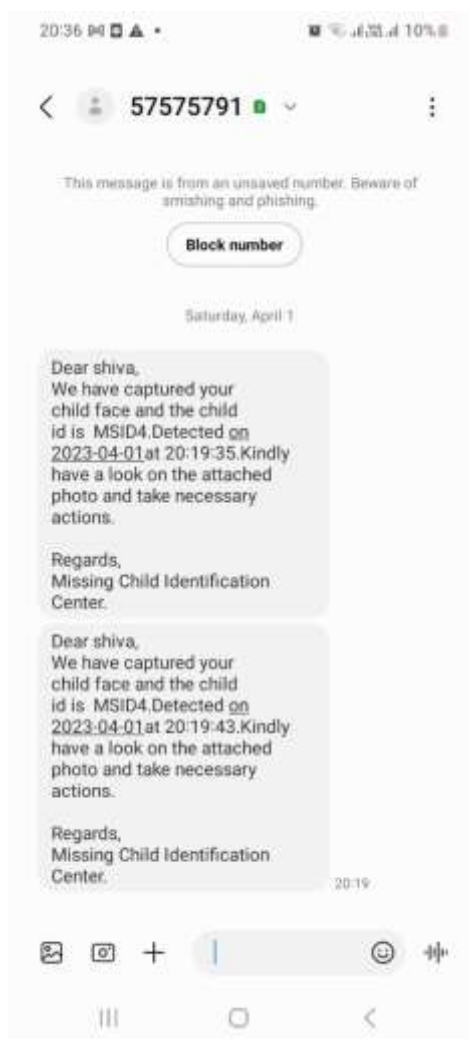 20:36
10%
57575791
This message is from an unsaved number. Beware of
smishing and phishing.
Block number
Saturday, April 1
Dear shiva,
We have captured your
child face and the child
id is MSID4.Detected on
2023-04-01at 20:19:35.Kindly
have a look on the attached
photo and take necessary
actions.
Regards,
Missing Child Identification
Center.
Dear shiva,
We have captured your
child face and the child
id is MSID4.Detected on
2023-04-01at 20:19:43.Kindly
have a look on the attached
photo and take necessary
actions.
Regards,
Missing Child Identification
Center.
20:19